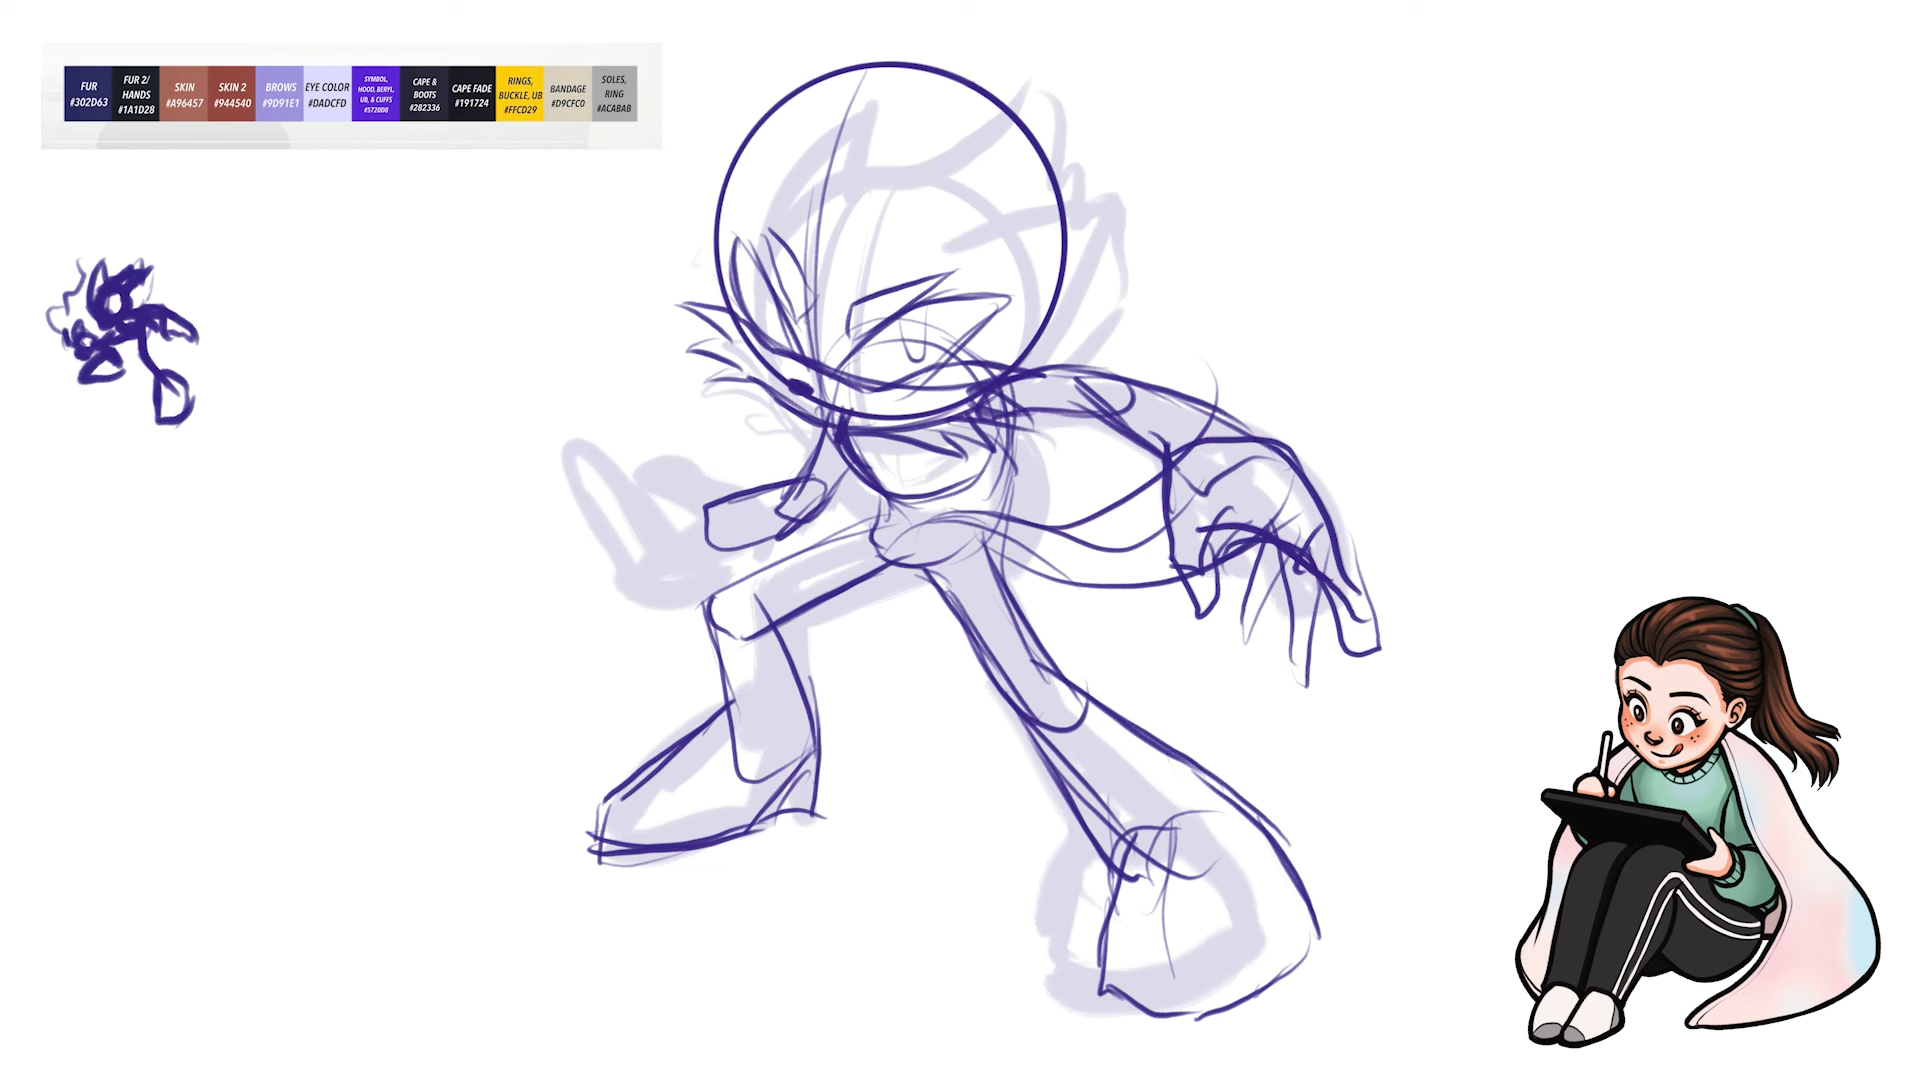 FUR
#302D63
FUR 2/
HANDS
#1A1D28
SKIN
#A96457
SKIN 2
#944540
BROWS
#9D91E1
EYE COLOR
#DADCFD
SYMBOL,
HOOD, BERYL,
UB, & CUFFS
#5720D8
CAPE &
BOOTS
#282336
CAPE FADE
#191724
RINGS,
BUCKLE, UB
#FFCD29
BANDAGE
#D9CFC0
SOLES,
RING
#ACABAB